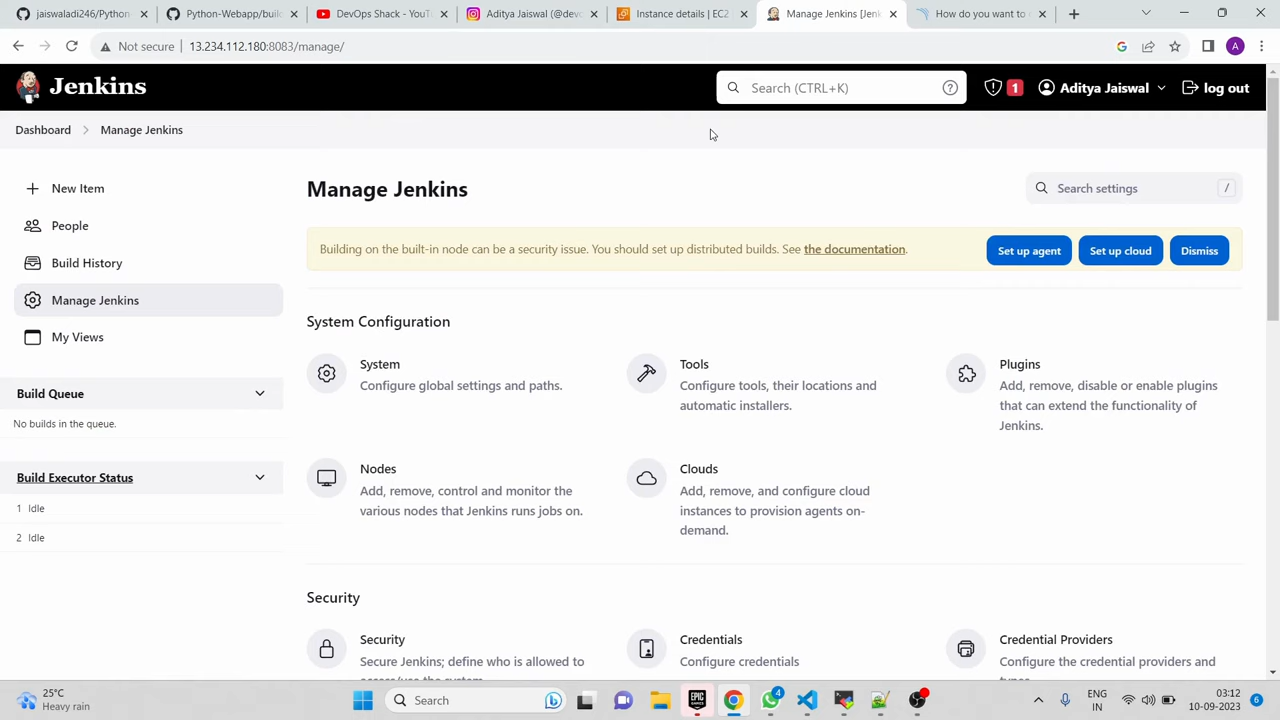 jaiswaladi246/Python
Python-Webapp/build
DevOps Shack - YouT
Aditya Jaiswal (@dev
Instance details | EC2
Manage Jenkins [Jenk
How do you want to
Not secure
13.234.112.180:8083/manage/
A
Jenkins
Search (CTRL+K)
?
1
Aditya Jaiswal
log out
Dashboard
Manage Jenkins
New Item
People
Build History
Manage Jenkins
My Views
Build Queue
No builds in the queue.
Build Executor Status
1 Idle
2 Idle
Manage Jenkins
Search settings
/
Building on the built-in node can be a security issue. You should set up distributed builds. See the documentation.
Set up agent
Set up cloud
Dismiss
System Configuration
System
Configure global settings and paths.
Tools
Configure tools, their locations and
automatic installers.
Plugins
Add, remove, disable or enable plugins
that can extend the functionality of
Jenkins.
Nodes
Add, remove, control and monitor the
various nodes that Jenkins runs jobs on.
Clouds
Add, remove, and configure cloud
instances to provision agents on-
demand.
Security
Security
Secure Jenkins; define who is allowed to
Credentials
Configure credentials
Credential Providers
Configure the credential providers and
25°C
Heavy rain
Search
EPIC
GAMES
4
ENG
IN
03:12
10-09-2023
6